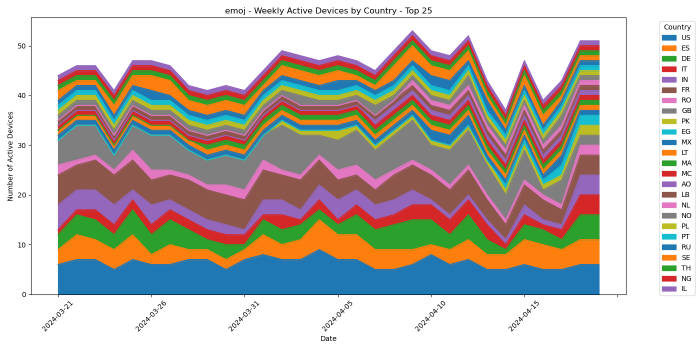 emoj - Weekly Active Devices by Country - Top 25
Number of Active Devices
50
40
30
20
10
0
2024-03-21
2024-03-26
2024-03-31
2024-04-05
2024-04-10
2024-04-15
Date
Country
US
ES
DE
IT
IN
FR
RO
GB
PK
EG
MX
LT
MA
MC
AO
LB
NL
NO
PL
PT
RU
SE
TH
NG
IL